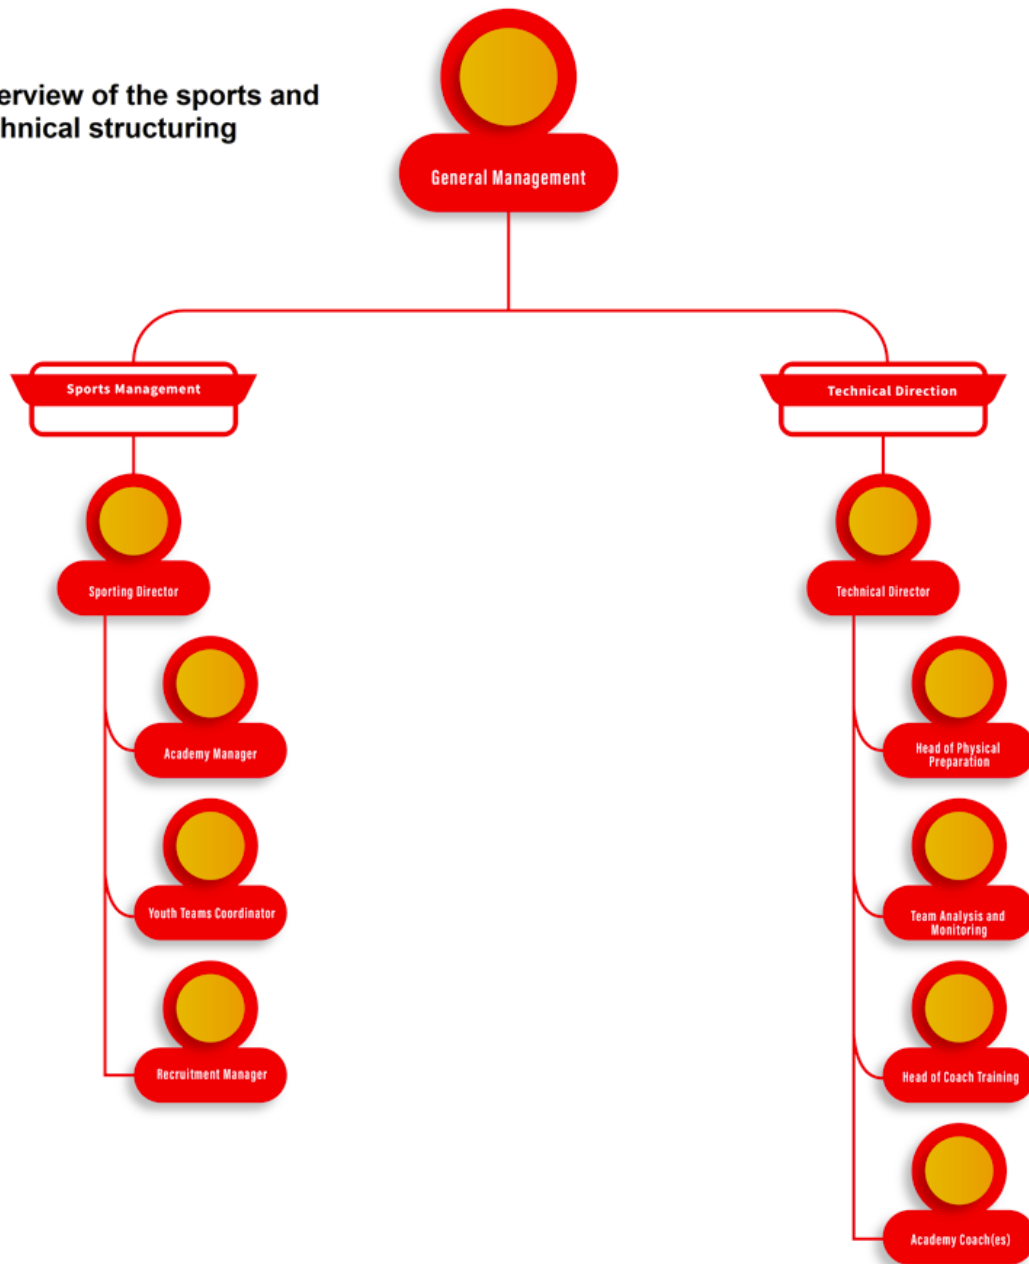 erview of the sports and
hnical structuring
General Management
Sports Management
Technical Direction
Sporting Director
Technical Director
Academy Manager
Head of Physical
Preparation
Youth Teams Coordinator
Team Analysis and
Monitoring
Recruitment Manager
Head of Coach Training
Academy Coach(es)